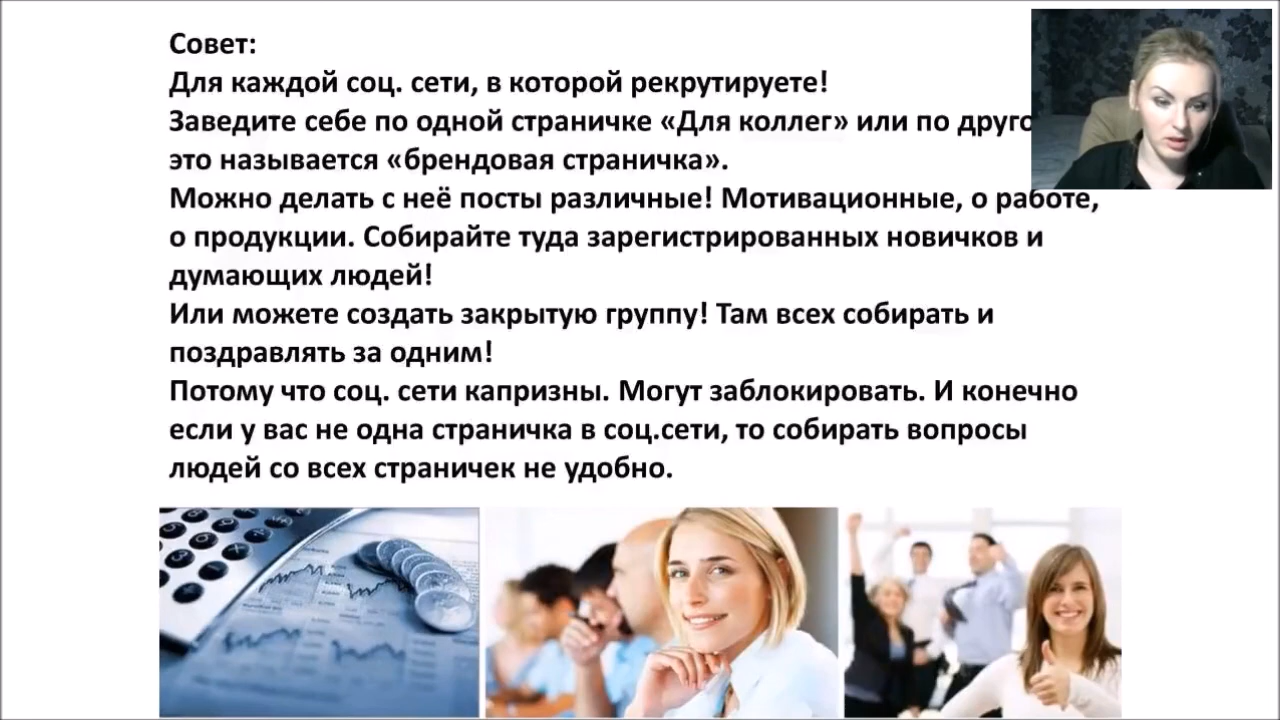 Совет:
Для каждой соц. сети, в которой рекрутируете!
Заведите себе по одной страничке «Для коллег» или по друго
это называется «брендовая страничка».
Можно делать с неё посты различные! Мотивационные, о работе,
о продукции. Собирайте туда зарегистрированных новичков и
думающих людей!
Или можете создать закрытую группу! Там всех собирать и
поздравлять за одним!
Потому что соц. сети капризны. Могут заблокировать. И конечно
если у вас не одна страничка в соц.сети, то собирать вопросы
людей со всех страничек не удобно.